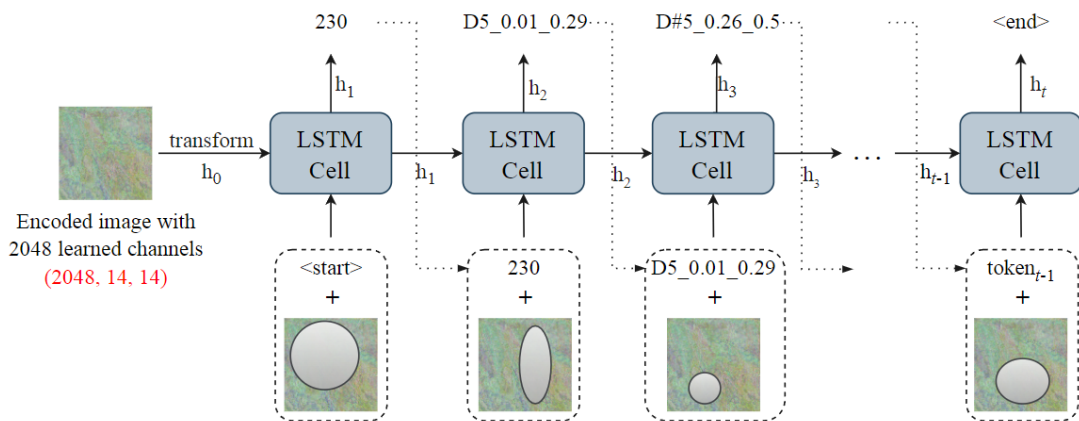 230
D5_0.01_0.29
D#5_0.26_0.5
<end>
h1
h2
h3
ht
transform
h0
LSTM
Cell
h1
LSTM
Cell
h2
LSTM
Cell
h3
...
ht-1
LSTM
Cell
Encoded image with
2048 learned channels
(2048, 14, 14)
<start>
+
230
+
D5_0.01_0.29
+
tokent-1
+